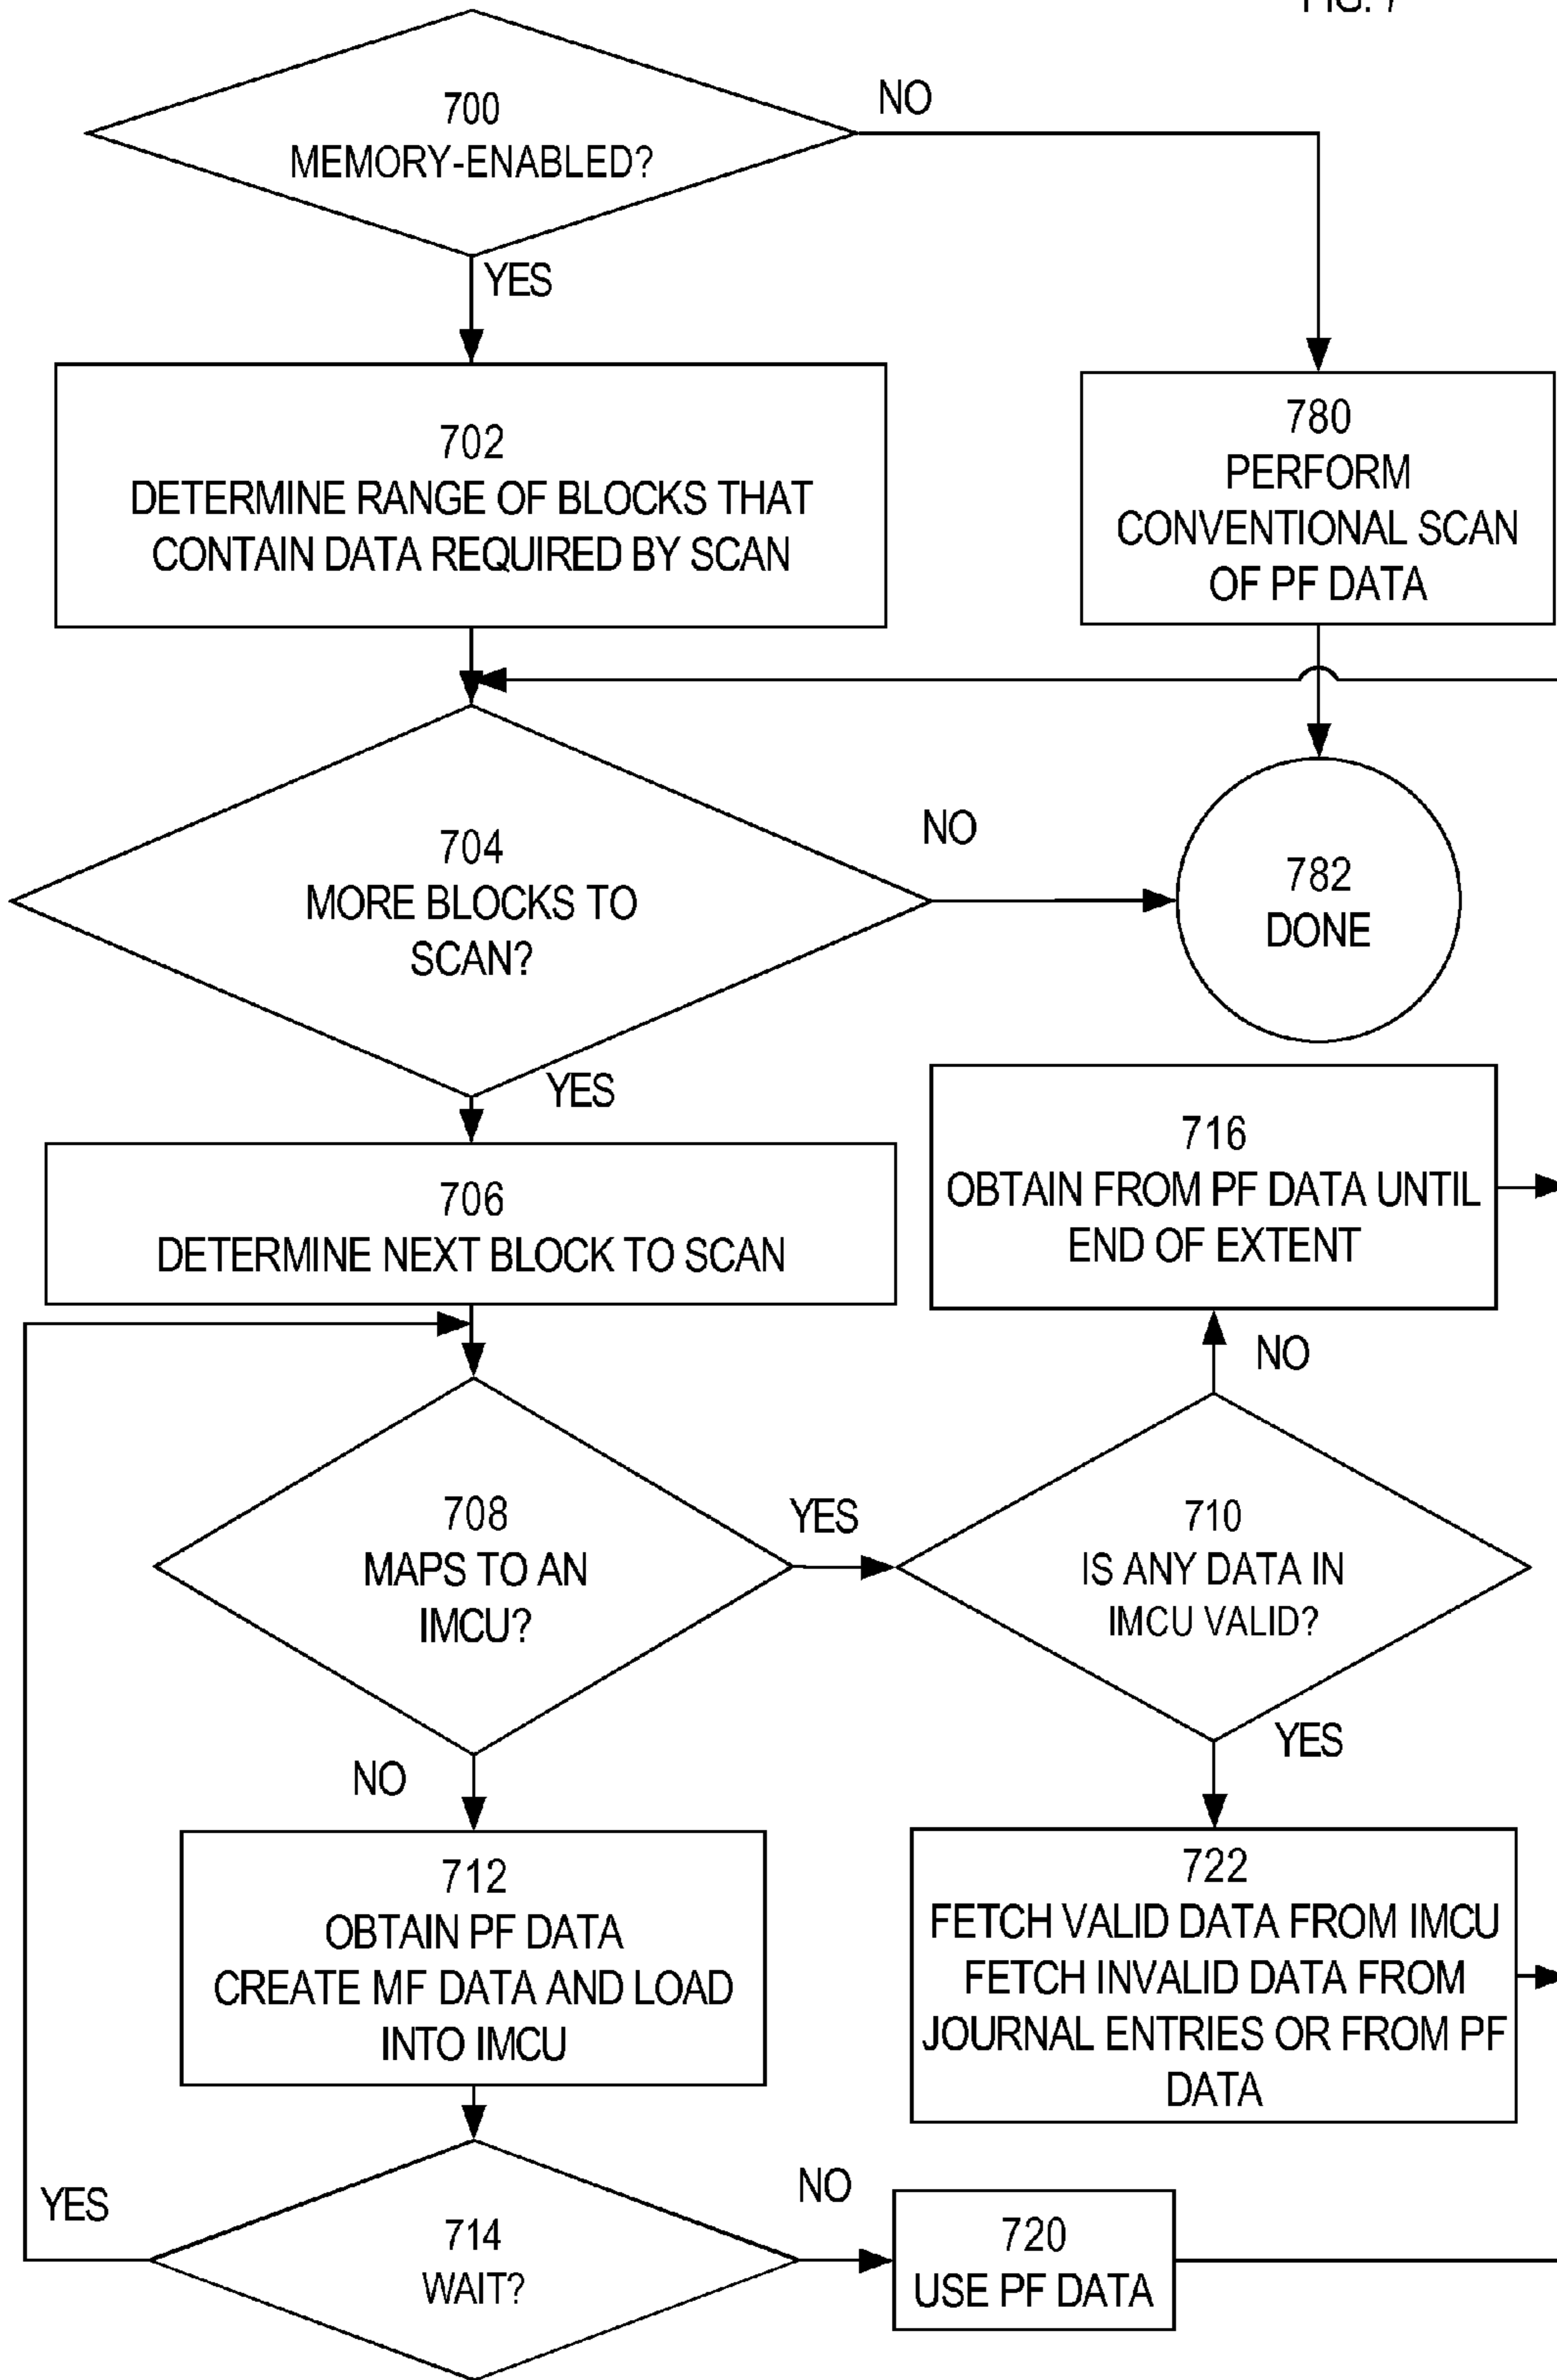 FIG. 7
700
MEMORY-ENABLED?
NO
YES
702
DETERMINE RANGE OF BLOCKS THAT
CONTAIN DATA REQUIRED BY SCAN
780
PERFORM
CONVENTIONAL SCAN
OF PF DATA
704
MORE BLOCKS TO
SCAN?
NO
782
DONE
YES
706
DETERMINE NEXT BLOCK TO SCAN
716
OBTAIN FROM PF DATA UNTIL
END OF EXTENT
NO
708
MAPS TO AN
IMCU?
YES
710
IS ANY DATA IN
IMCU VALID?
YES
NO
712
OBTAIN PF DATA
CREATE MF DATA AND LOAD
INTO IMCU
722
FETCH VALID DATA FROM IMCU
FETCH INVALID DATA FROM
JOURNAL ENTRIES OR FROM PF
DATA
YES
714
WAIT?
NO
720
USE PF DATA